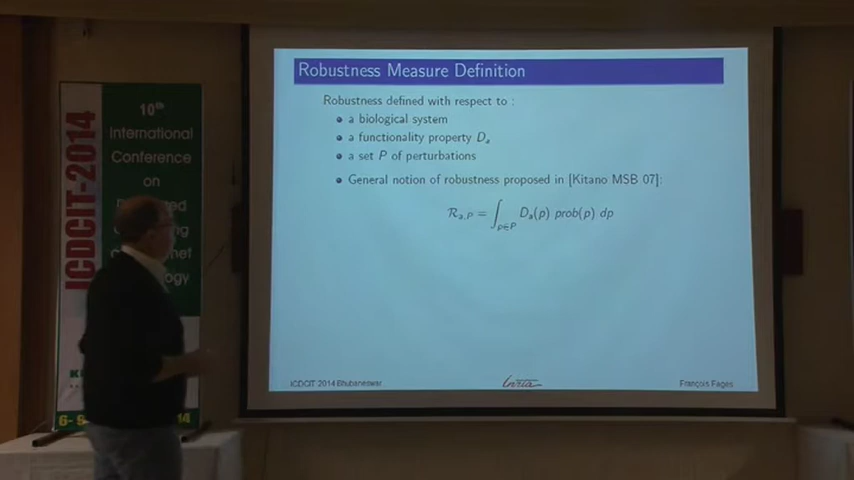 10th
International
Conference
on
ICDCIT-2014
Robustness Measure Definition
Robustness defined with respect to :
a biological system
a functionality property Da
a set P of perturbations
General notion of robustness proposed in [Kitano MSB 07]:
R a,P = ∫ p∈P Da(p) prob(p) dp
ICDCIT 2014 Bhubaneswar
Inria
François Fages